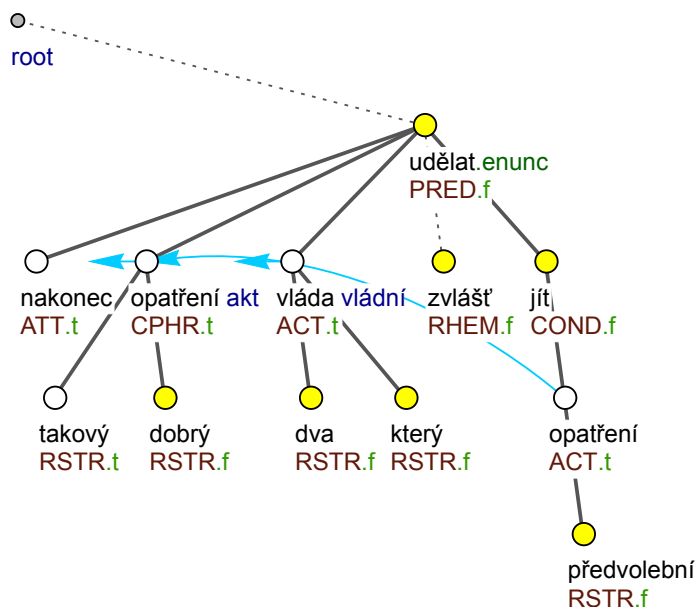 root
udělat.enunc
PRED.f
nakonec opatření akt vláda vládní zvlášť jít
ATT.t CPHR.t ACT.t RHEM.f COND.f
takový dobrý dva který opatření
RSTR.t RSTR.f RSTR.f RSTR.f ACT.t
předvolební
RSTR.f